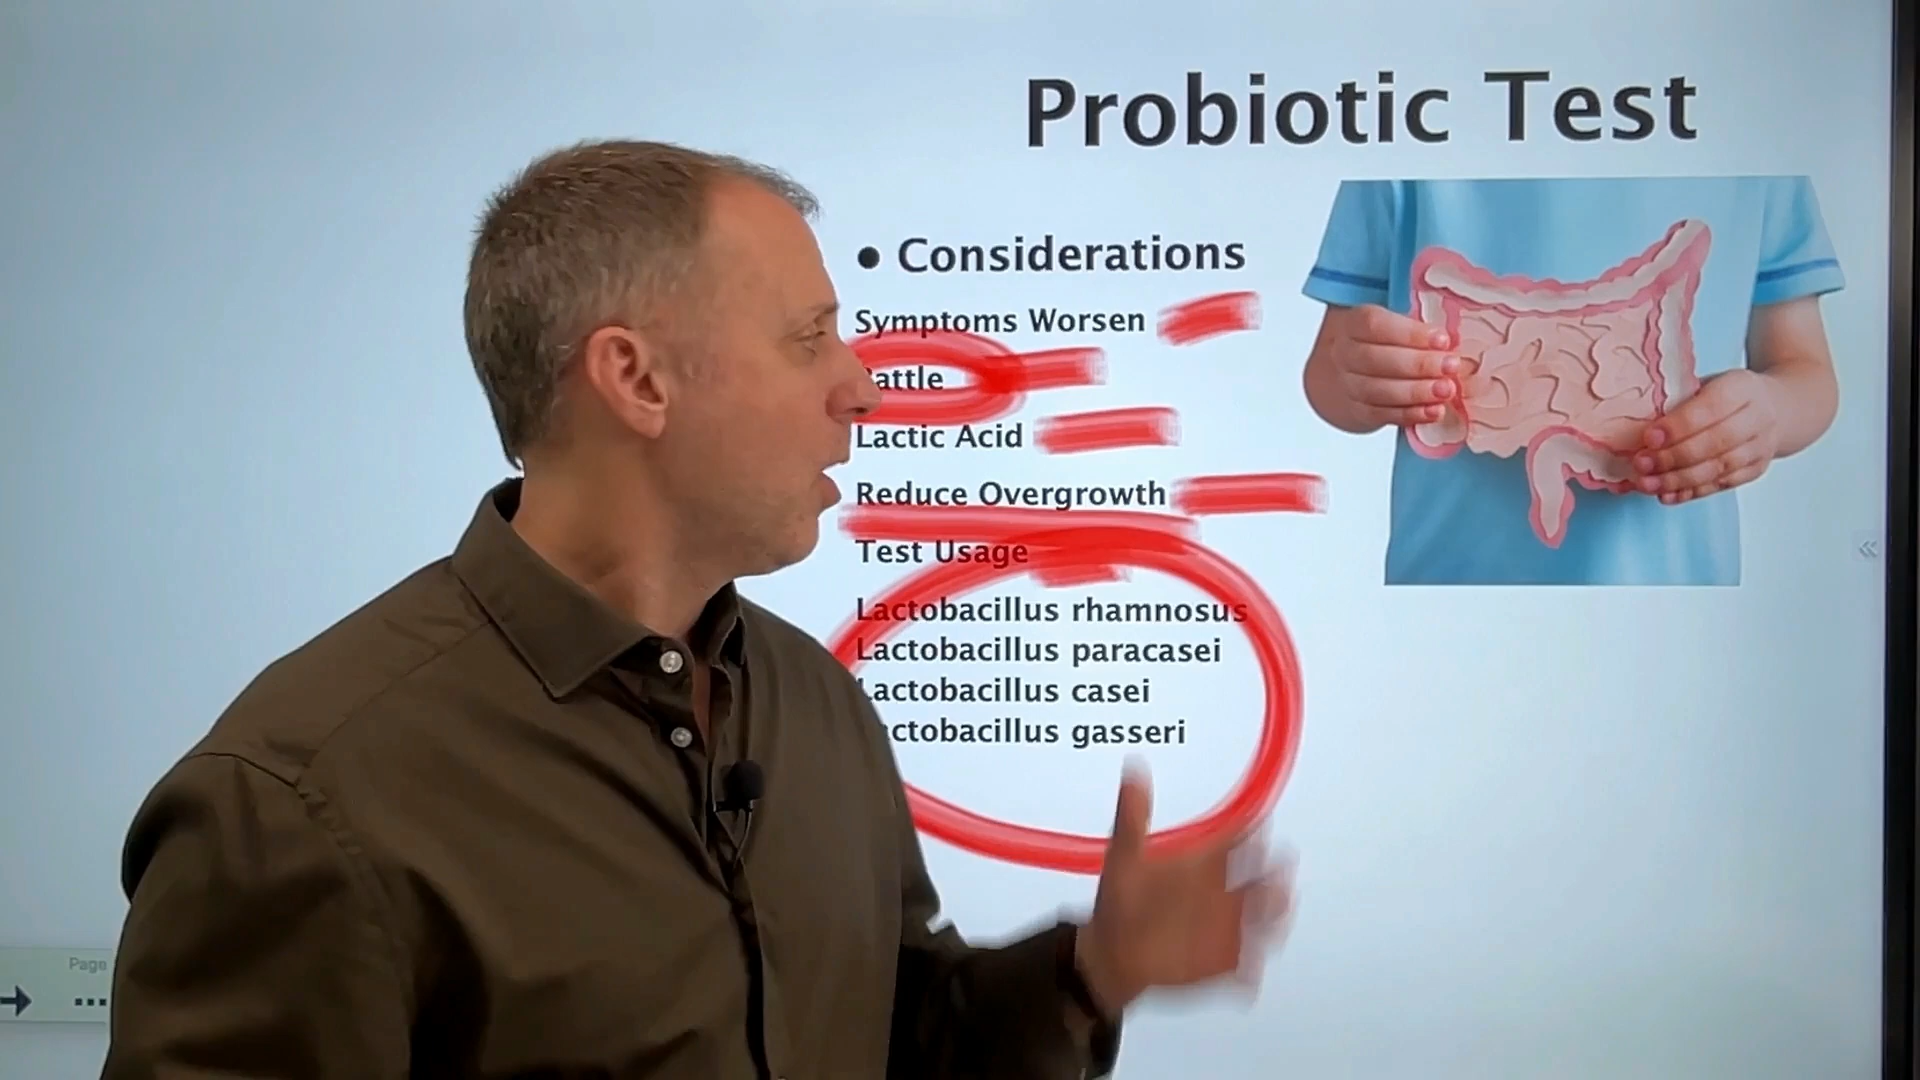 Probiotic Test
• Considerations
Symptoms Worsen
attle
Lactic Acid
Reduce Overgrowth
Test Usage
Lactobacillus rhamnosus
Lactobacillus paracasei
Lactobacillus casei
ctobacillus gasseri
Page